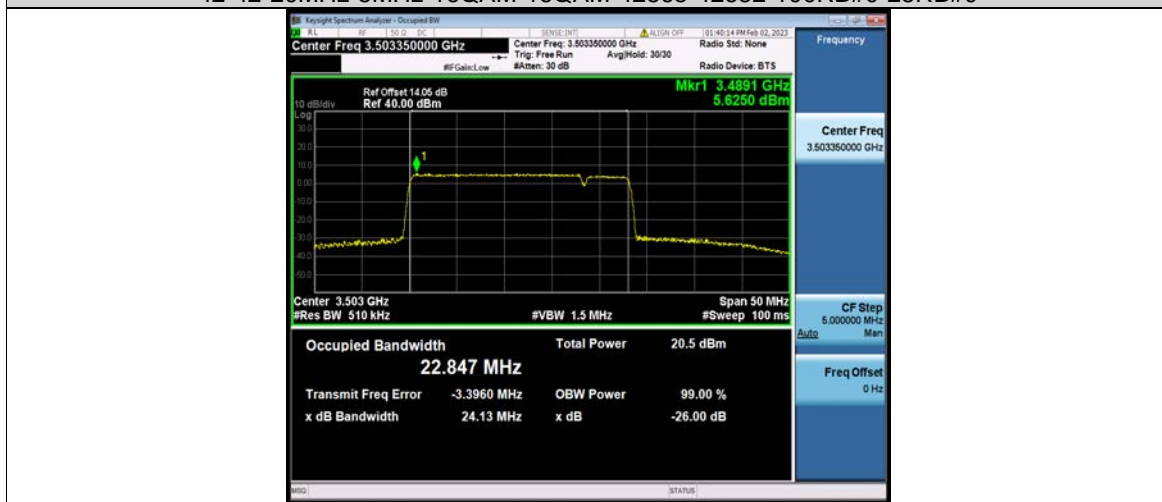 Keysight Spectrum Analyzer - Occupied BW
RL RF 50 Ω DC SENSE:INT ALIGN OFF 01:40:14 PM Feb 02, 2023
Center Freq 3.503350000 GHz
Center Freq: 3.503350000 GHz
Radio Std: None
Trig: Free Run Avg|Hold: 30/30
#IFGain:Low #Atten: 30 dB Radio Device: BTS
Frequency
Mkr1 3.4891 GHz
5.6250 dBm
Ref Offset 14.05 dB
10 dB/div Ref 40.00 dBm
Log
30.0
20.0
10.0
0.00
-10.0
-20.0
-30.0
-40.0
-50.0
1
Center Freq
3.503350000 GHz
Center 3.503 GHz Span 50 MHz
#Res BW 510 kHz #VBW 1.5 MHz #Sweep 100 ms
CF Step
5.000000 MHz
Auto Man
Occupied Bandwidth Total Power 20.5 dBm
22.847 MHz
Transmit Freq Error -3.3960 MHz OBW Power 99.00 %
x dB Bandwidth 24.13 MHz x dB -26.00 dB
Freq Offset
0 Hz
MSG STATUS